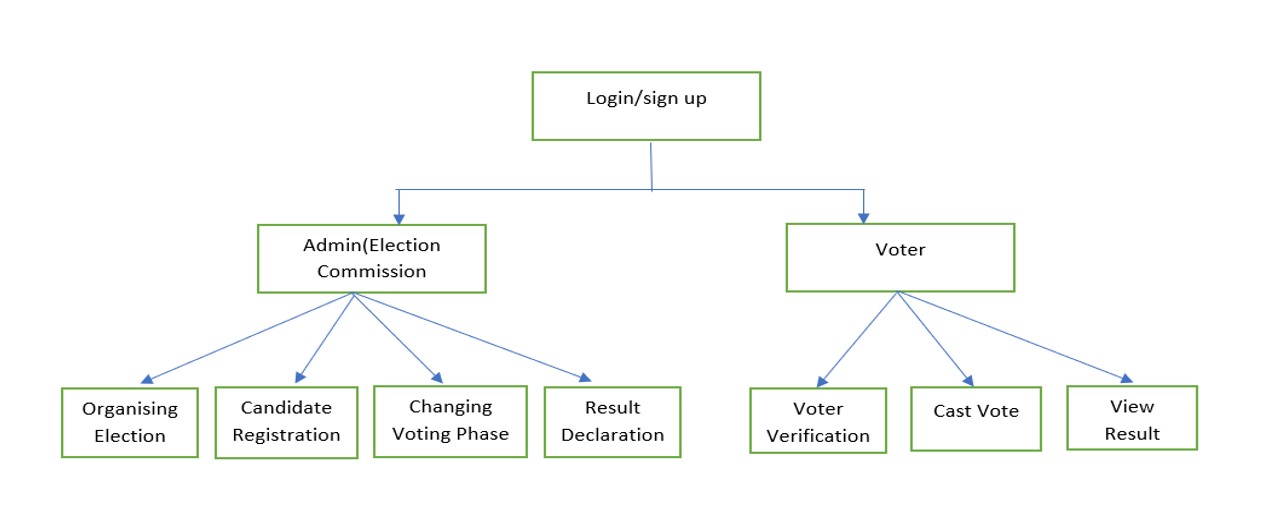 Login/sign up
Admin(Election
Commission
Voter
Organising
Election
Candidate
Registration
Changing
Voting Phase
Result
Declaration
Voter
Verification
Cast Vote
View
Result